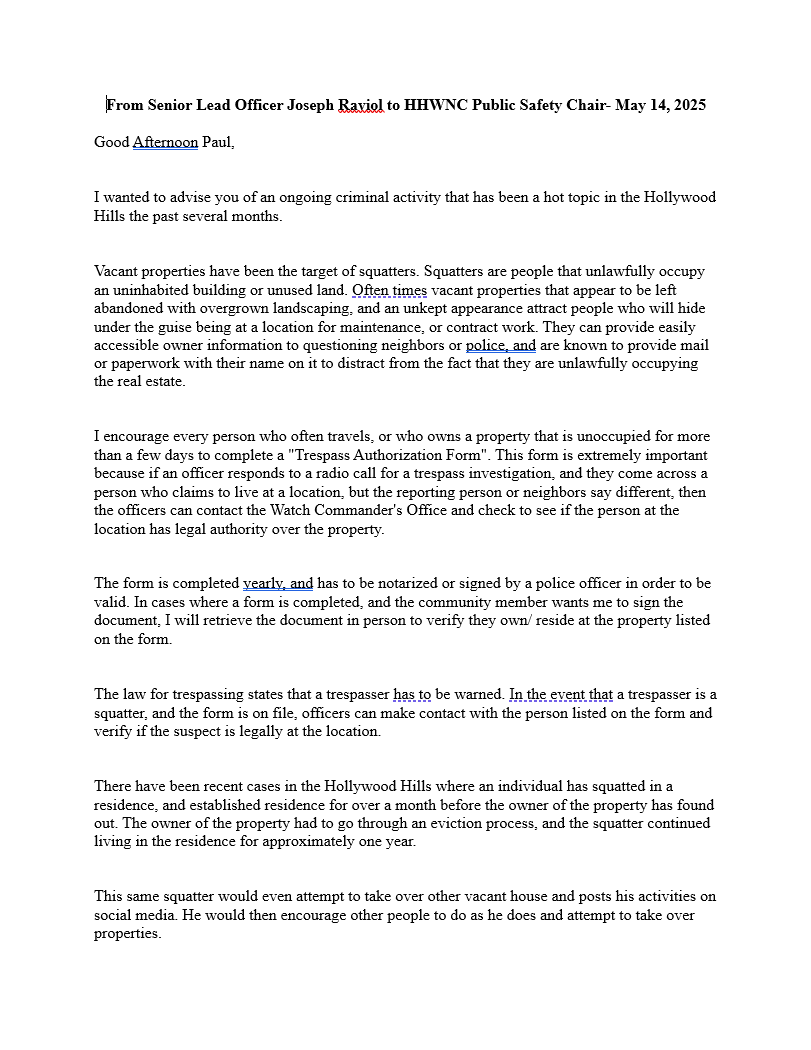 From Senior Lead Officer Joseph Raviol to HHWNC Public Safety Chair- May 14, 2025
Good Afternoon Paul,
I wanted to advise you of an ongoing criminal activity that has been a hot topic in the Hollywood
Hills the past several months.
Vacant properties have been the target of squatters. Squatters are people that unlawfully occupy
an uninhabited building or unused land. Often times vacant properties that appear to be left
abandoned with overgrown landscaping, and an unkept appearance attract people who will hide
under the guise being at a location for maintenance, or contract work. They can provide easily
accessible owner information to questioning neighbors or police, and are known to provide mail
or paperwork with their name on it to distract from the fact that they are unlawfully occupying
the real estate.
I encourage every person who often travels, or who owns a property that is unoccupied for more
than a few days to complete a "Trespass Authorization Form". This form is extremely important
because if an officer responds to a radio call for a trespass investigation, and they come across a
person who claims to live at a location, but the reporting person or neighbors say different, then
the officers can contact the Watch Commander's Office and check to see if the person at the
location has legal authority over the property.
The form is completed yearly, and has to be notarized or signed by a police officer in order to be
valid. In cases where a form is completed, and the community member wants me to sign the
document, I will retrieve the document in person to verify they own/ reside at the property listed
on the form.
The law for trespassing states that a trespasser has to be warned. In the event that a trespasser is a
squatter, and the form is on file, officers can make contact with the person listed on the form and
verify if the suspect is legally at the location.
There have been recent cases in the Hollywood Hills where an individual has squatted in a
residence, and established residence for over a month before the owner of the property has found
out. The owner of the property had to go through an eviction process, and the squatter continued
living in the residence for approximately one year.
This same squatter would even attempt to take over other vacant house and posts his activities on
social media. He would then encourage other people to do as he does and attempt to take over
properties.